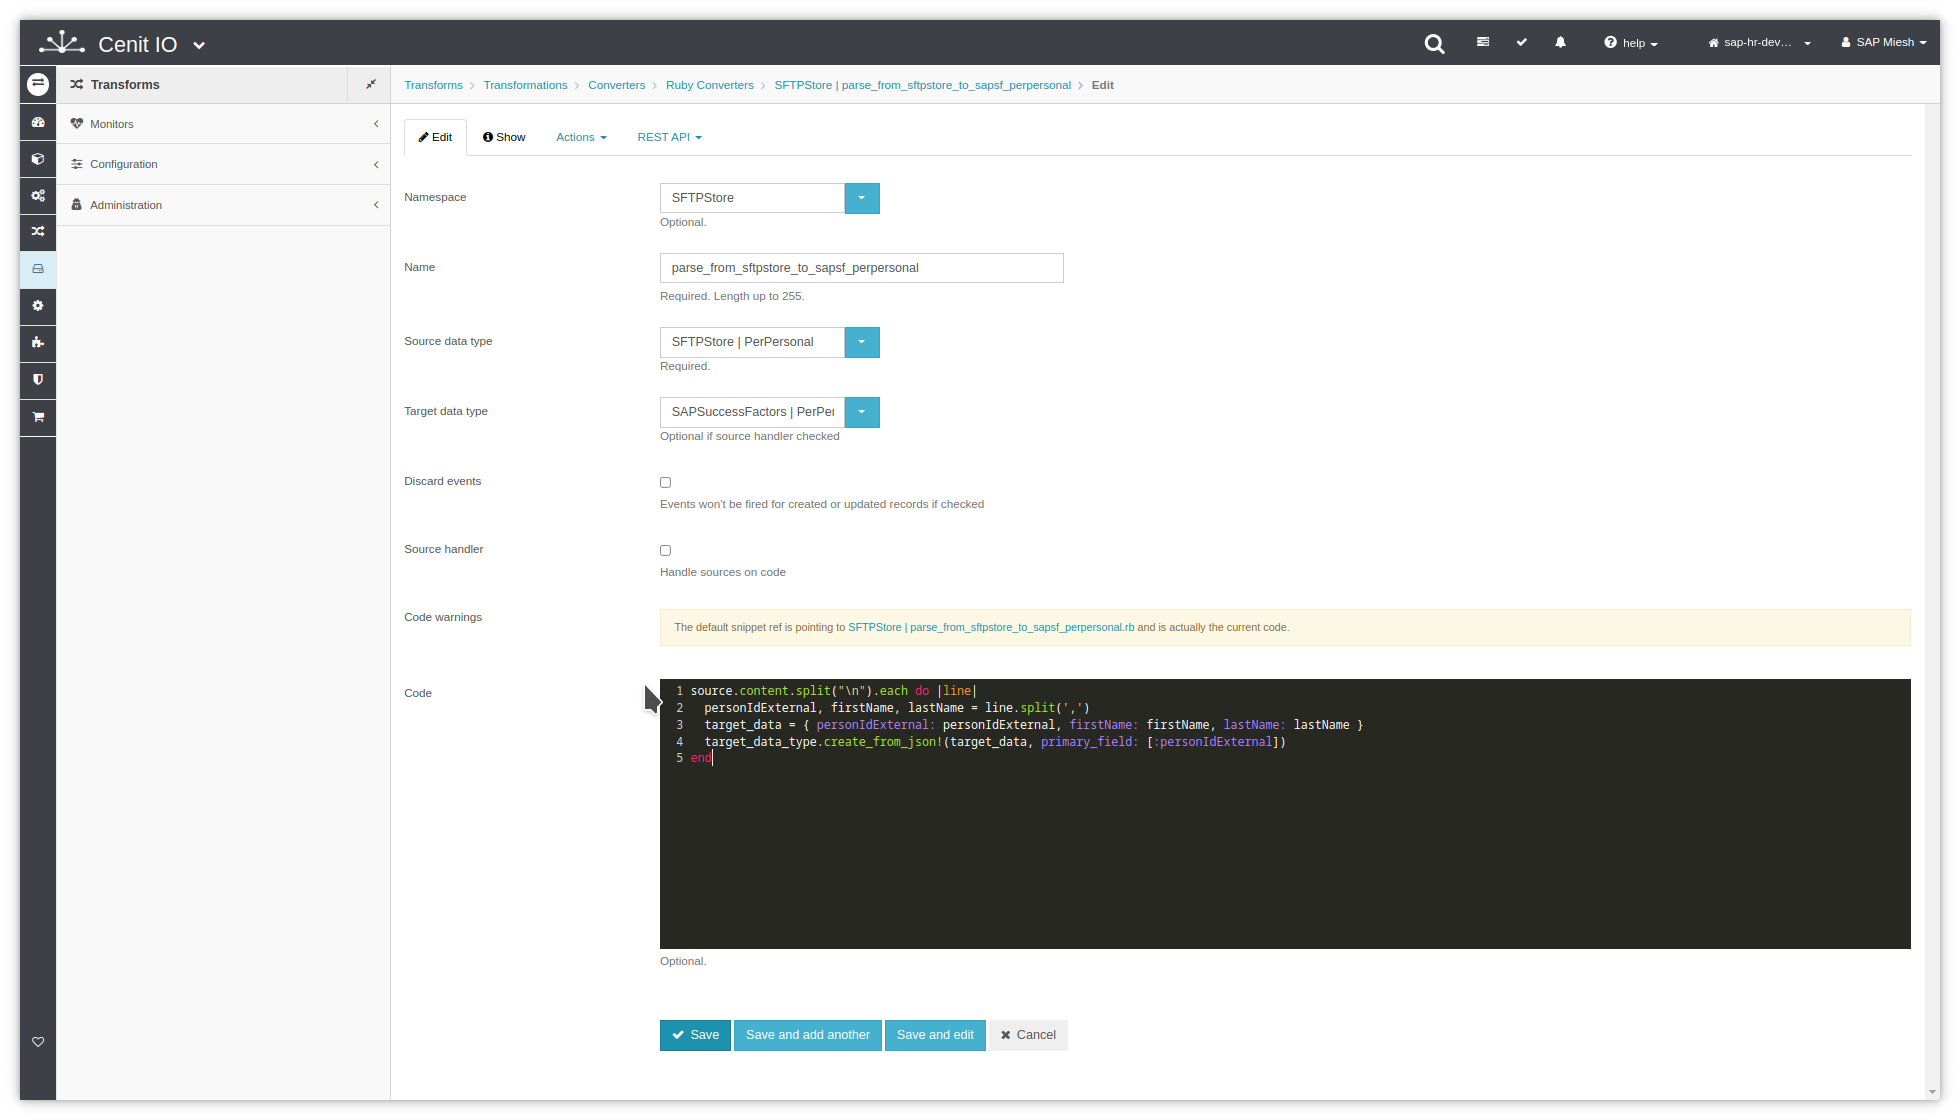 Cenit IO
help
sap-hr-dev...
SAP Miesh
Transforms
Transforms
Transformations
Converters
Ruby Converters
SFTPStore | parse_from_sftpstore_to_sapsf_perpersonal
Edit
Monitors
Configuration
Administration
Edit
Show
Actions
REST API
Namespace
SFTPStore
Optional.
Name
parse_from_sftpstore_to_sapsf_perpersonal
Required. Length up to 255.
Source data type
SFTPStore | PerPersonal
Required.
Target data type
SAPSuccessFactors | PerPer
Optional if source handler checked
Discard events
Events won't be fired for created or updated records if checked
Source handler
Handle sources on code
Code warnings
The default snippet ref is pointing to SFTPStore | parse_from_sftpstore_to_sapsf_perpersonal.rb and is actually the current code.
Code
1 source.content.split("\n").each do |line|
2   personIdExternal, firstName, lastName = line.split(',')
3   target_data = { personIdExternal: personIdExternal, firstName: firstName, lastName: lastName }
4   target_data_type.create_from_json!(target_data, primary_field: [:personIdExternal])
5 end
Optional.
Save
Save and add another
Save and edit
Cancel